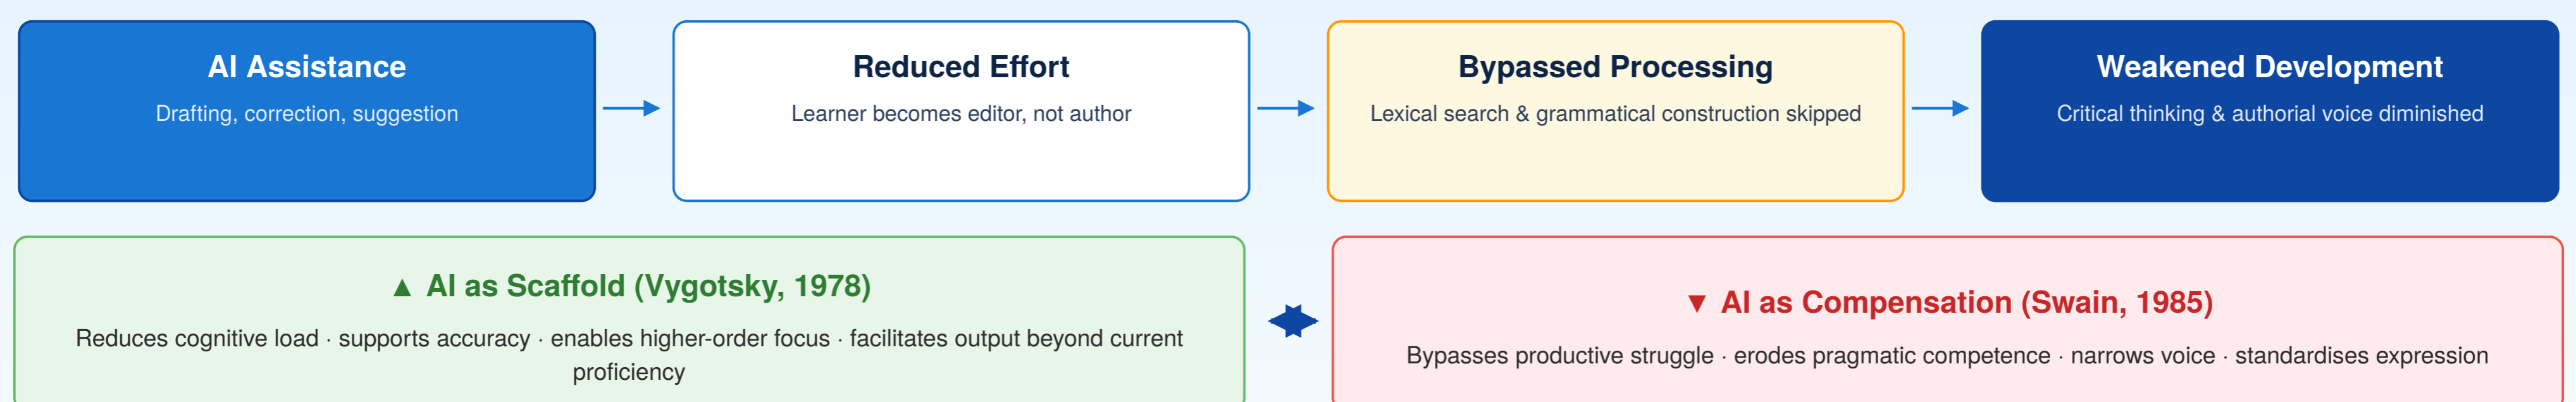 AI Assistance
Drafting, correction, suggestion
Reduced Effort
Learner becomes editor, not author
Bypassed Processing
Lexical search & grammatical construction skipped
Weakened Development
Critical thinking & authorial voice diminished
▲ AI as Scaffold (Vygotsky, 1978)
Reduces cognitive load · supports accuracy · enables higher-order focus · facilitates output beyond current
proficiency
▼ AI as Compensation (Swain, 1985)
Bypasses productive struggle · erodes pragmatic competence · narrows voice · standardises expression